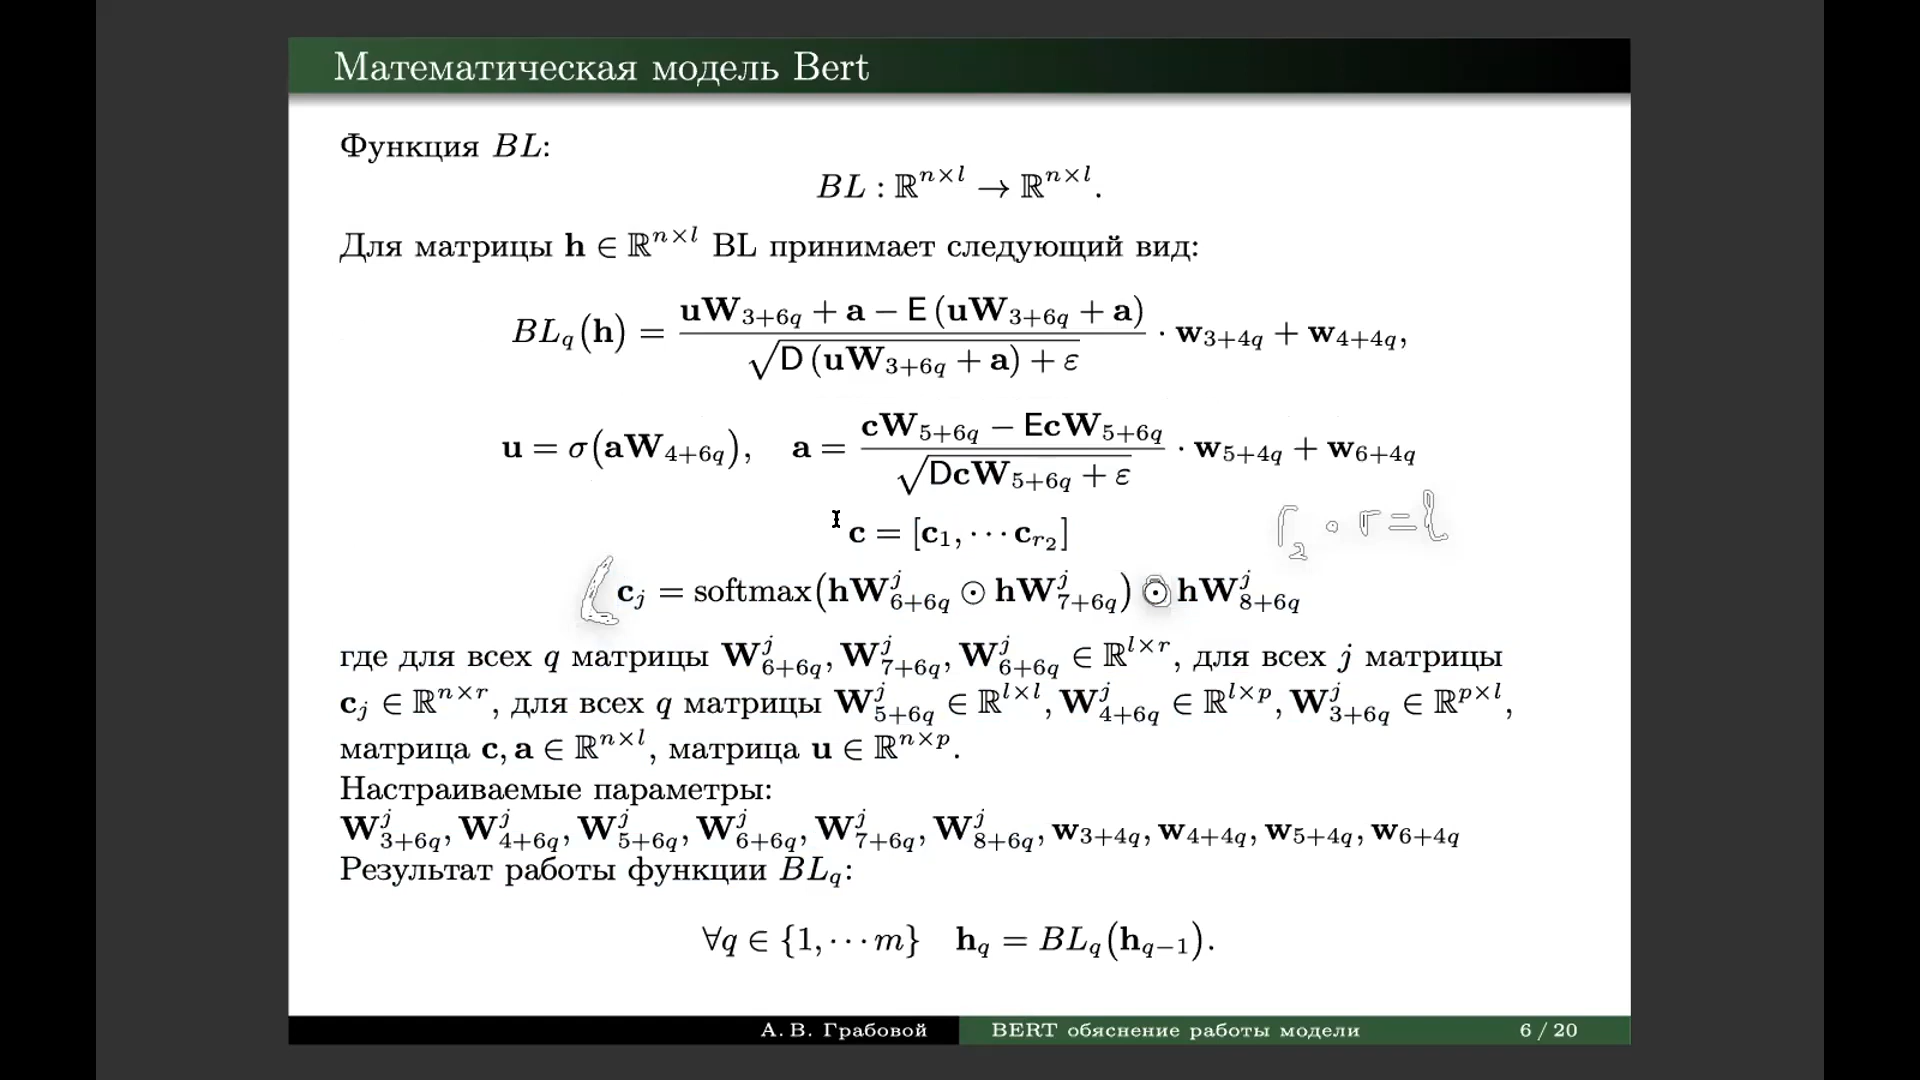 Математическая модель Bert
Функция BL:
BL : ℝ^{n×l} → ℝ^{n×l}.
Для матрицы h ∈ ℝ^{n×l} BL принимает следующий вид:
BL_q(h) = \frac{uW_{3+6q} + a − E(uW_{3+6q} + a)}{\sqrt{D(uW_{3+6q} + a) + ε}} · w_{3+4q} + w_{4+4q},
u = σ(aW_{4+6q}), a = \frac{cW_{5+6q} − EcW_{5+6q}}{\sqrt{DcW_{5+6q} + ε}} · w_{5+4q} + w_{6+4q}
c = [c_1, ··· c_{r_2}] r_2 · r = l
c_j = softmax(hW^j_{6+6q} ⊙ hW^j_{7+6q}) ⊙ hW^j_{8+6q}
где для всех q матрицы W^j_{6+6q}, W^j_{7+6q}, W^j_{6+6q} ∈ ℝ^{l×r}, для всех j матрицы
c_j ∈ ℝ^{n×r}, для всех q матрицы W^j_{5+6q} ∈ ℝ^{l×l}, W^j_{4+6q} ∈ ℝ^{l×p}, W^j_{3+6q} ∈ ℝ^{p×l},
матрица c, a ∈ ℝ^{n×l}, матрица u ∈ ℝ^{n×p}.
Настраиваемые параметры:
W^j_{3+6q}, W^j_{4+6q}, W^j_{5+6q}, W^j_{6+6q}, W^j_{7+6q}, W^j_{8+6q}, w_{3+4q}, w_{4+4q}, w_{5+4q}, w_{6+4q}
Результат работы функции BL_q:
∀q ∈ {1, ··· m} h_q = BL_q(h_{q−1}).
А. В. Грабовой BERT обяснение работы модели 6 / 20